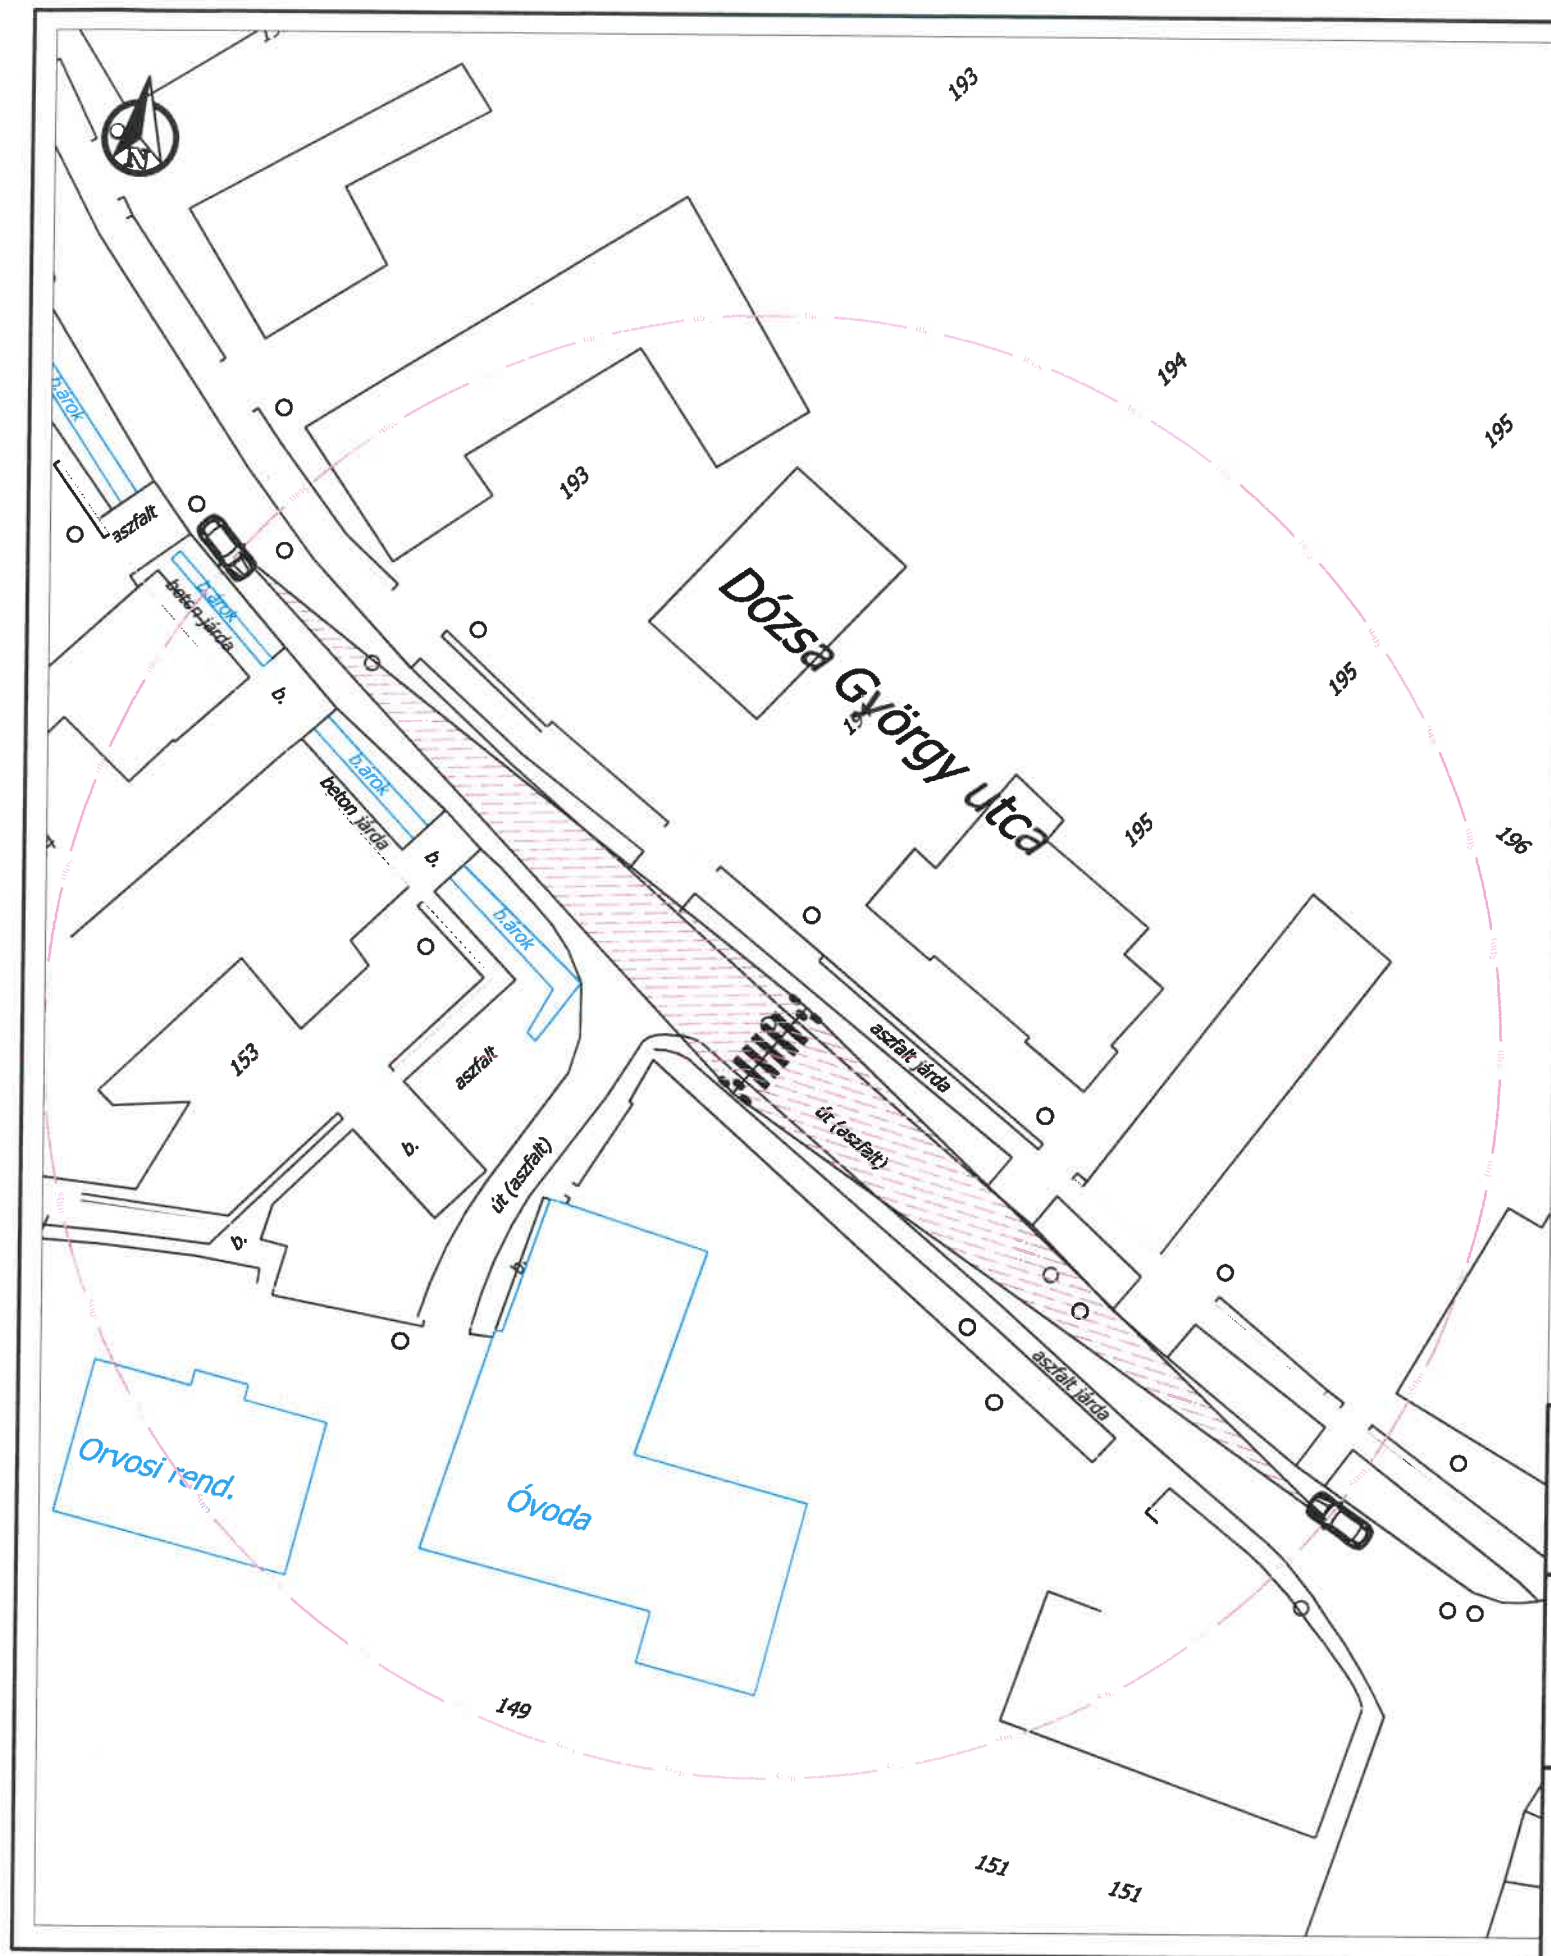 193
N
194
195
b.árok
193
aszfalt
Dózsa György utca
b.árok
beton járda
195
b.
19
b.árok
beton járda
195
196
b.
b.árok
aszfalt járda
153
aszfalt
út (aszfalt)
b.
út (aszfalt)
b.
b.
aszfalt járda
Orvosi rend.
Óvoda
149
151
151